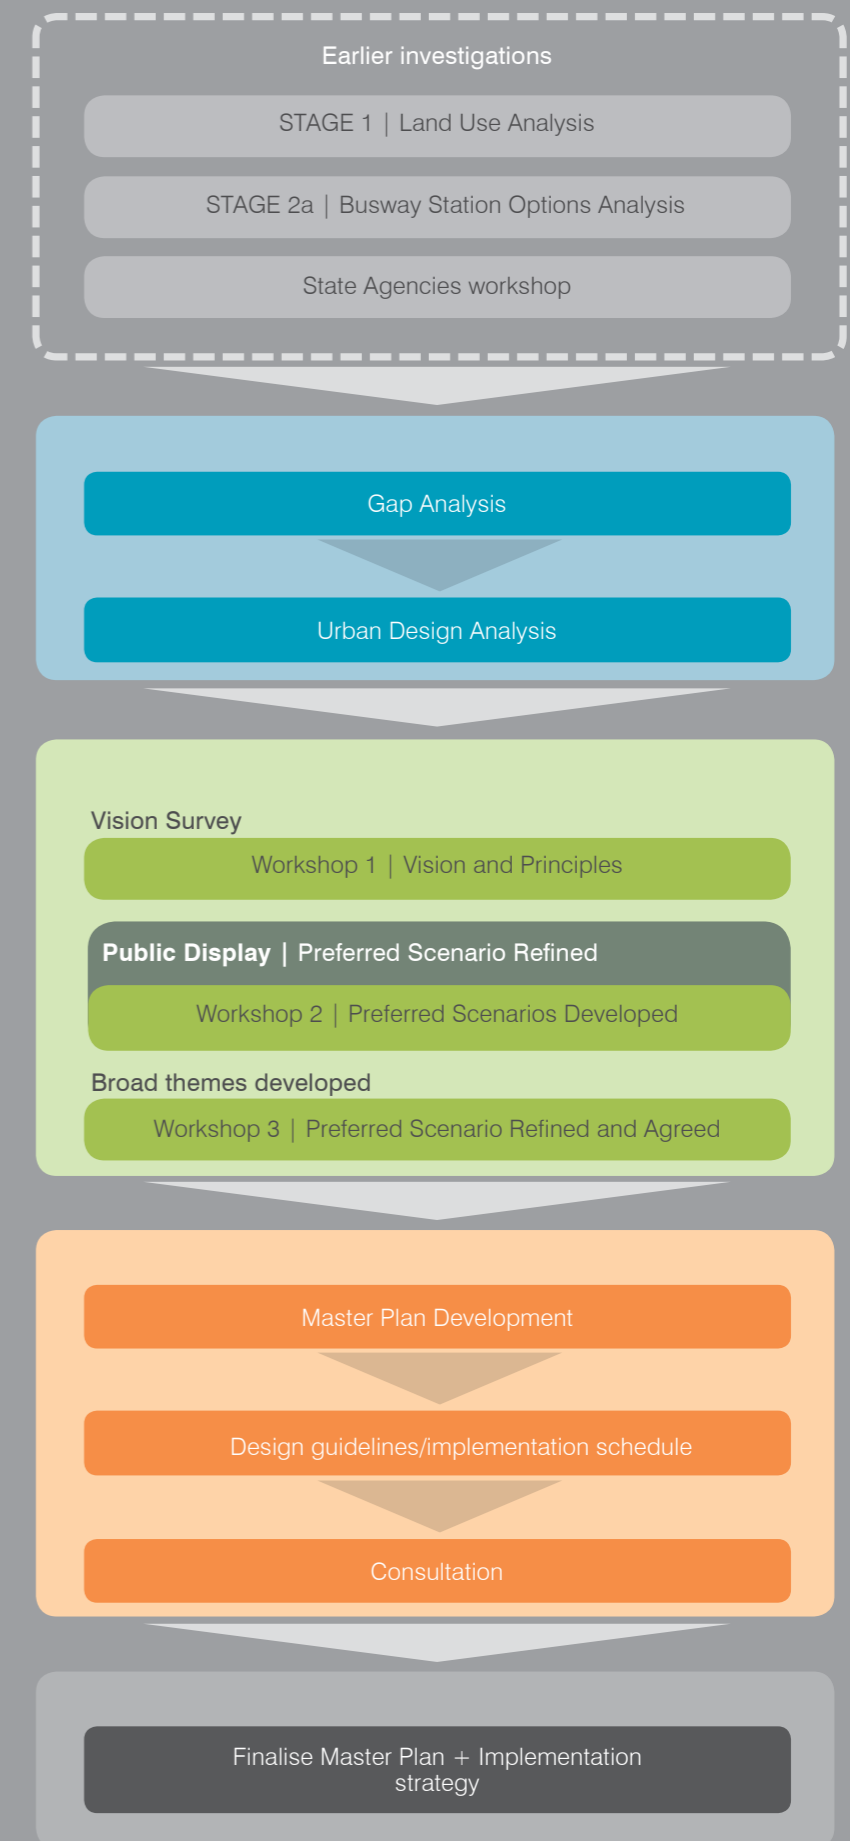 Earlier investigations
STAGE 1 | Land Use Analysis
STAGE 2a | Busway Station Options Analysis
State Agencies workshop
Gap Analysis
Urban Design Analysis
Vision Survey
Workshop 1 | Vision and Principles
Public Display | Preferred Scenario Refined
Workshop 2 | Preferred Scenarios Developed
Broad themes developed
Workshop 3 | Preferred Scenario Refined and Agreed
Master Plan Development
Design guidelines/implementation schedule
Consultation
Finalise Master Plan + Implementation
strategy